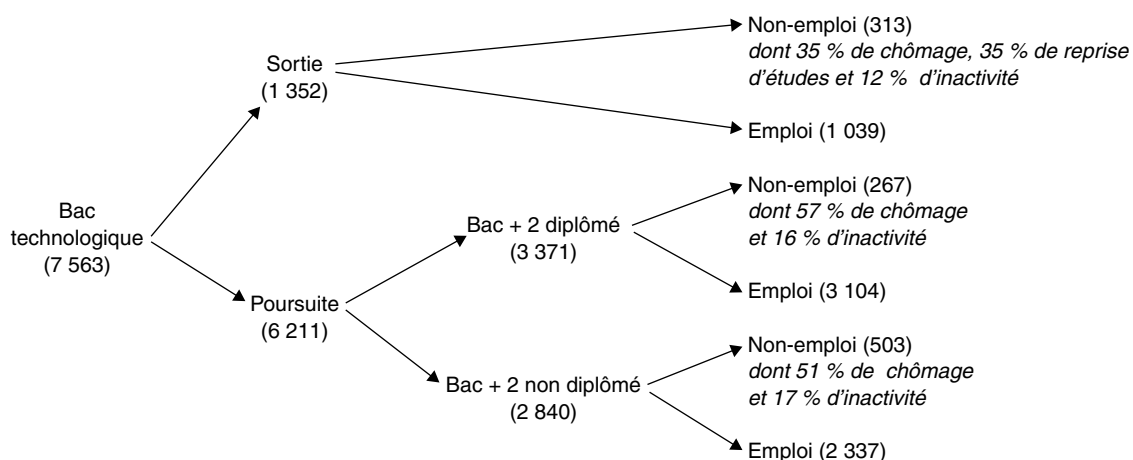 Non-emploi (313)
dont 35 % de chômage, 35 % de reprise
d’études et 12 % d’inactivité
Sortie
(1 352)
Emploi (1 039)
Non-emploi (267)
dont 57 % de chômage
et 16 % d’inactivité
Bac
technologique
(7 563)
Bac + 2 diplômé
(3 371)
Emploi (3 104)
Poursuite
(6 211)
Non-emploi (503)
dont 51 % de chômage
et 17 % d’inactivité
Bac + 2 non diplômé
(2 840)
Emploi (2 337)